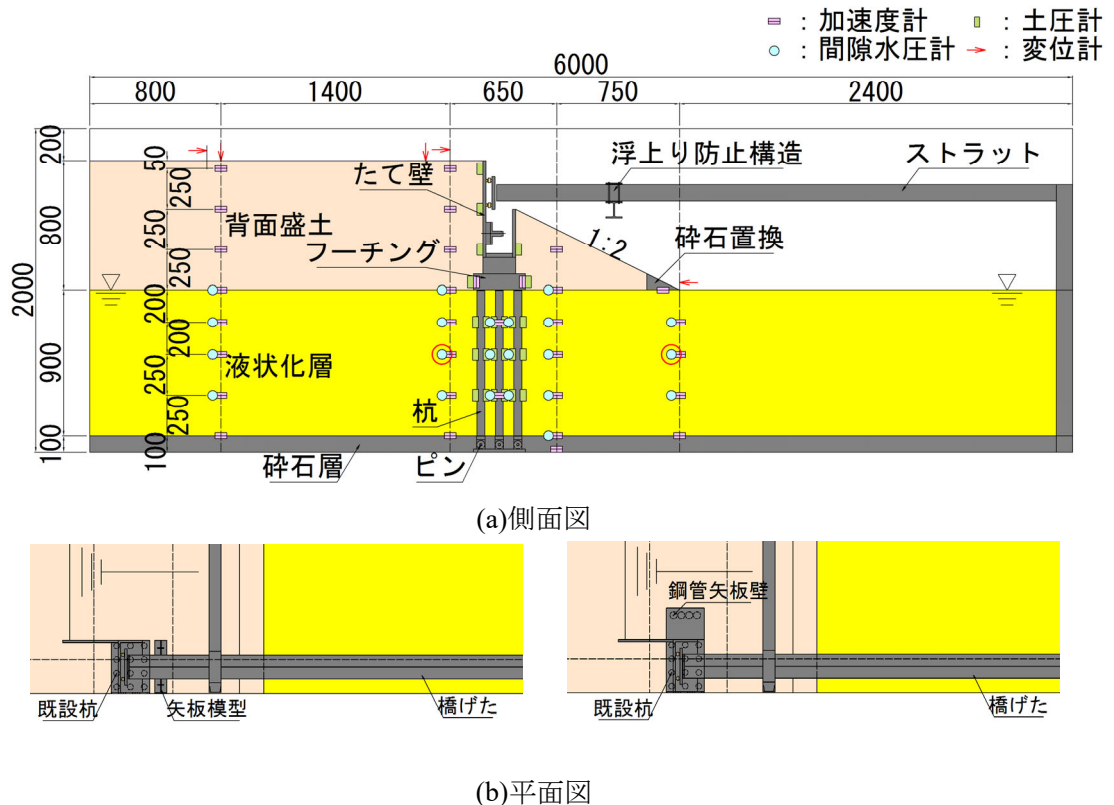 ：加速度計 ：土圧計
：間隙水圧計 ：変位計
6000
800 1400 650 750 2400
200
50
250
250
250
800
2000
200
200
250
250
900
100
100
たて壁
浮上り防止構造
ストラット
背面盛土
フーチング
1:2
砕石置換
液状化層
杭
砕石層
ピン
(a)側面図
鋼管矢板壁
既設杭 矢板模型 橋げた
既設杭 橋げた
(b)平面図